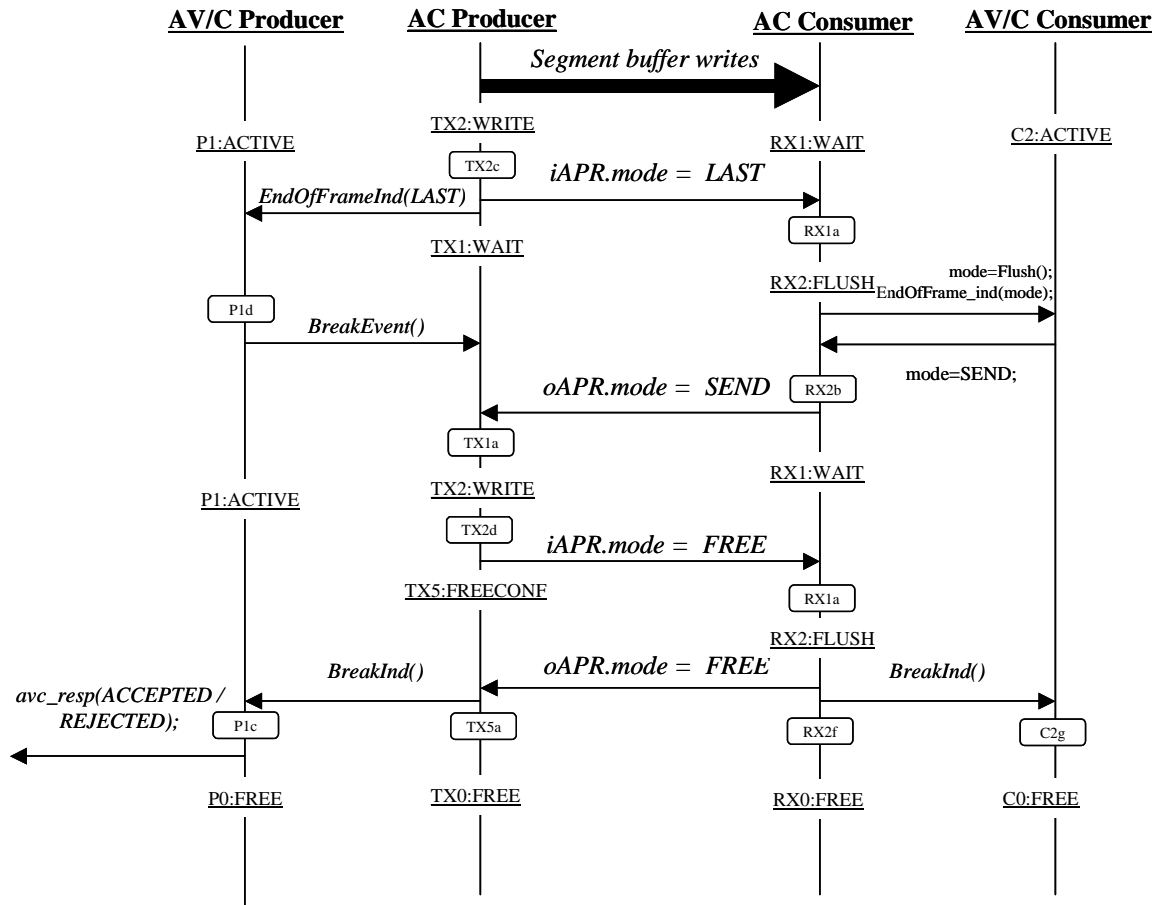 AV/C Producer AC Producer AC Consumer AV/C Consumer
Segment buffer writes
TX2:WRITE
P1:ACTIVE RX1:WAIT C2:ACTIVE
TX2c iAPR.mode = LAST
EndOfFrameInd(LAST)
RX1a
TX1:WAIT
mode=Flush();
RX2:FLUSH EndOfFrame_ind(mode);
P1d
BreakEvent()
mode=SEND;
oAPR.mode = SEND RX2b
TX1a
RX1:WAIT
TX2:WRITE
P1:ACTIVE
TX2d iAPR.mode = FREE
TX5:FREECONF RX1a
RX2:FLUSH
BreakInd() oAPR.mode = FREE BreakInd()
avc_resp(ACCEPTED /
REJECTED); P1c TX5a RX2f C2g
P0:FREE TX0:FREE RX0:FREE C0:FREE